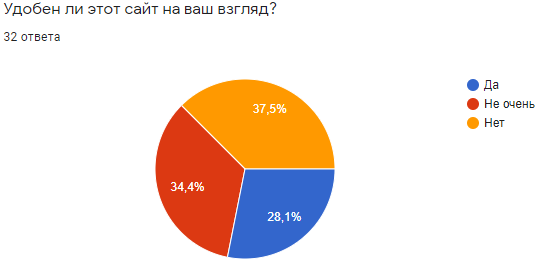 Удобен ли этот сайт на ваш взгляд?
32 ответа
37,5%
34,4%
28,1%
Да
Не очень
Нет